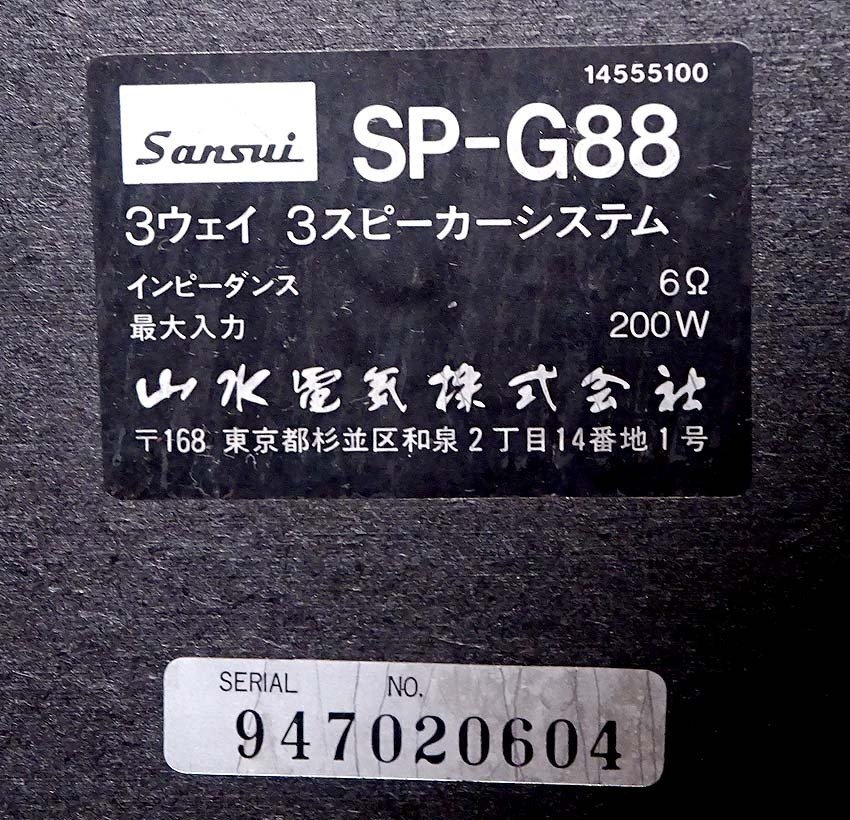 14555100
Sansui SP-G88
3ウェイ 3スピーカーシステム
インピーダンス 6Ω
最大入力 200W
山水電気株式会社
〒168 東京都杉並区和泉2丁目14番地1号
SERIAL NO.
947020604